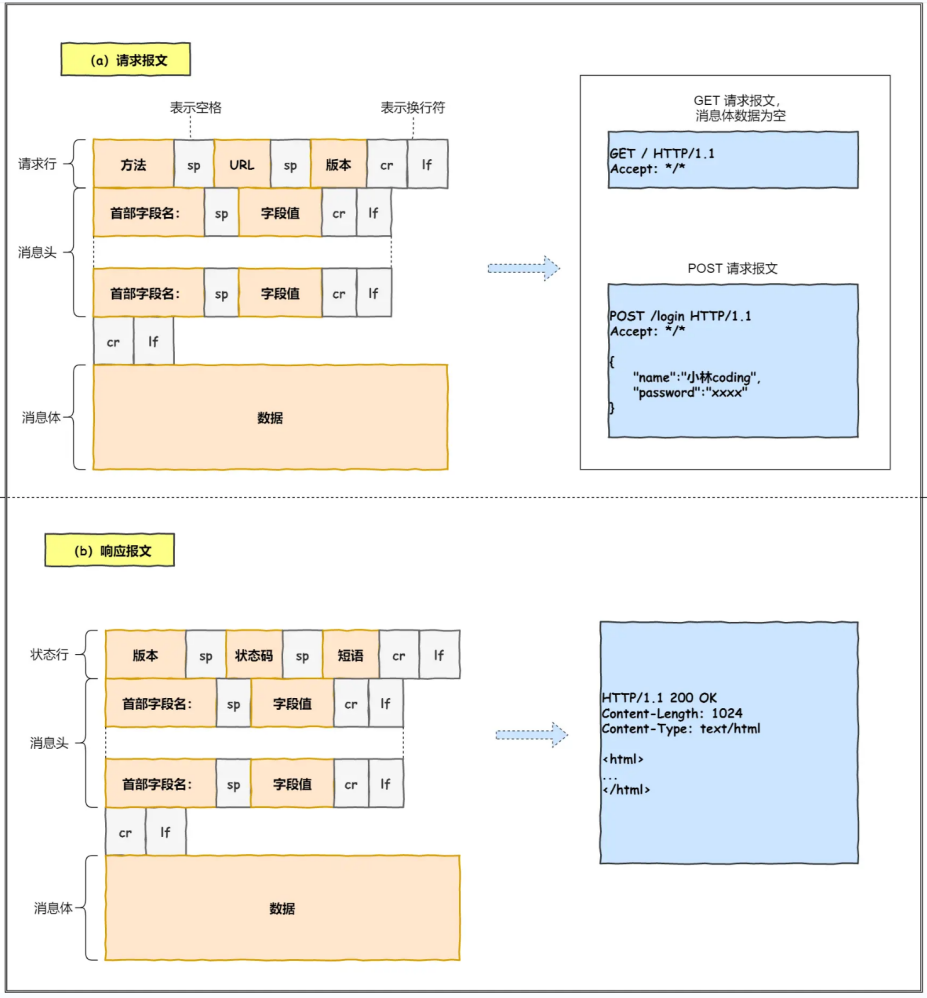 （a）请求报文
表示空格
表示换行符
请求行
方法 sp URL sp 版本 cr lf
消息头
首部字段名： sp 字段值 cr lf
首部字段名： sp 字段值 cr lf
cr lf
消息体
数据
GET 请求报文，
消息体数据为空
GET / HTTP/1.1
Accept: */*
POST 请求报文
POST /login HTTP/1.1
Accept: */*
{
"name":"小林coding",
"password":"xxxx"
}
（b）响应报文
状态行
版本 sp 状态码 sp 短语 cr lf
消息头
首部字段名： sp 字段值 cr lf
首部字段名： sp 字段值 cr lf
cr lf
消息体
数据
HTTP/1.1 200 OK
Content-Length: 1024
Content-Type: text/html
<html>
...
</html>